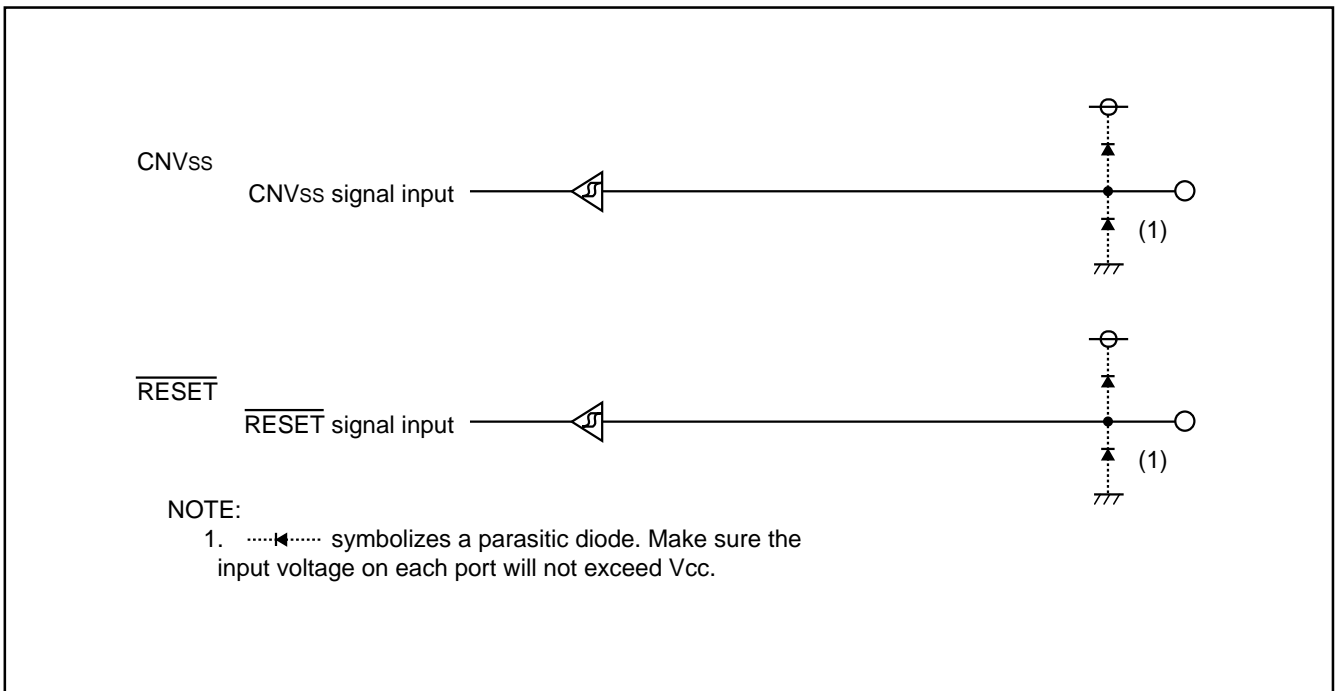 CNVss
CNVss signal input
(1)
RESET
RESET signal input
(1)
NOTE:
1. symbolizes a parasitic diode. Make sure the
input voltage on each port will not exceed Vcc.